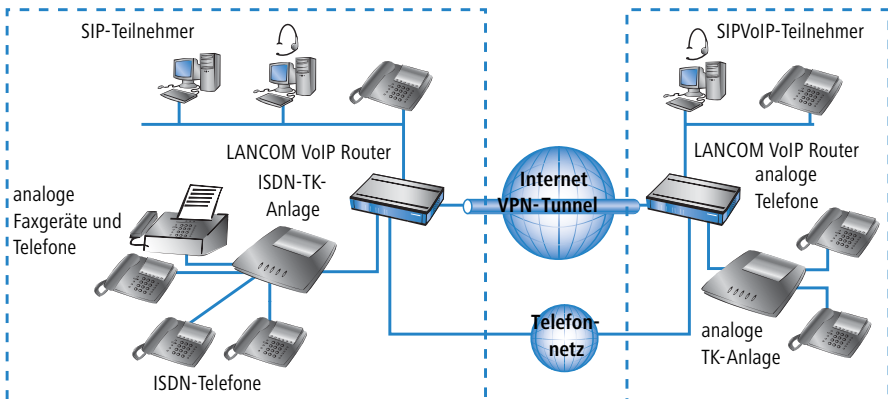 SIP-Teilnehmer
SIPVoIP-Teilnehmer
LANCOM VoIP Router
ISDN-TK-
Anlage
analoge
Faxgeräte und
Telefone
ISDN-Telefone
Internet
VPN-Tunnel
Telefon-
netz
LANCOM VoIP Router
analoge
Telefone
analoge
TK-Anlage